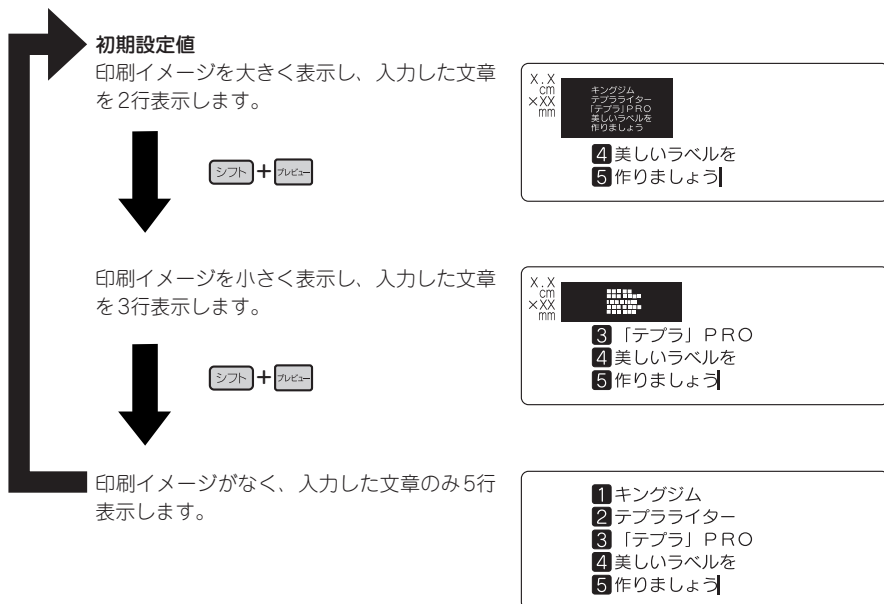 初期設定値
印刷イメージを大きく表示し、入力した文章
を2行表示します。
X.X
cm
×XX
mm
キングジム
テプラライター
「テプラ」PRO
美しいラベルを
作りましょう
4 美しいラベルを
5 作りましょう
シフト + プレビュー
印刷イメージを小さく表示し、入力した文章
を3行表示します。
X.X
cm
×XX
mm
3 「テプラ」PRO
4 美しいラベルを
5 作りましょう
シフト + プレビュー
印刷イメージがなく、入力した文章のみ5行
表示します。
1 キングジム
2 テプラライター
3 「テプラ」PRO
4 美しいラベルを
5 作りましょう